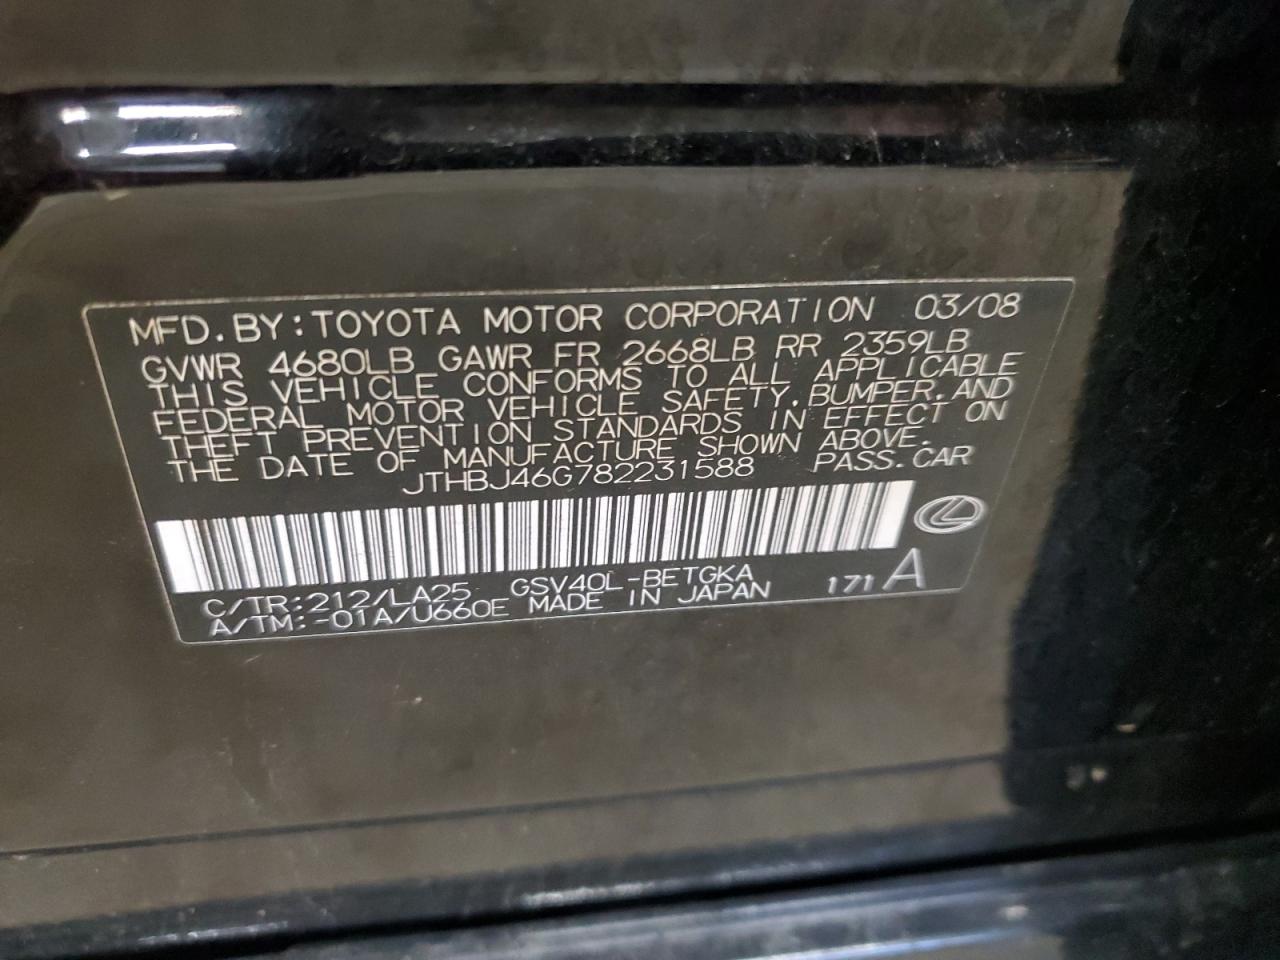 MFD. BY: TOYOTA MOTOR CORPORATION 03/08
GVWR 4680LB GAWR FR 2668LB RR 2359LB
THIS VEHICLE CONFORMS TO ALL APPLICABLE
FEDERAL MOTOR VEHICLE SAFETY, BUMPER, AND
THEFT PREVENTION STANDARDS IN EFFECT ON
THE DATE OF MANUFACTURE SHOWN ABOVE.
JTHBJ46G782231588 PASS. CAR
C/TR:212/LA25 GSV40L-BETGKA 171 A
A/TM:-01A/U660E MADE IN JAPAN